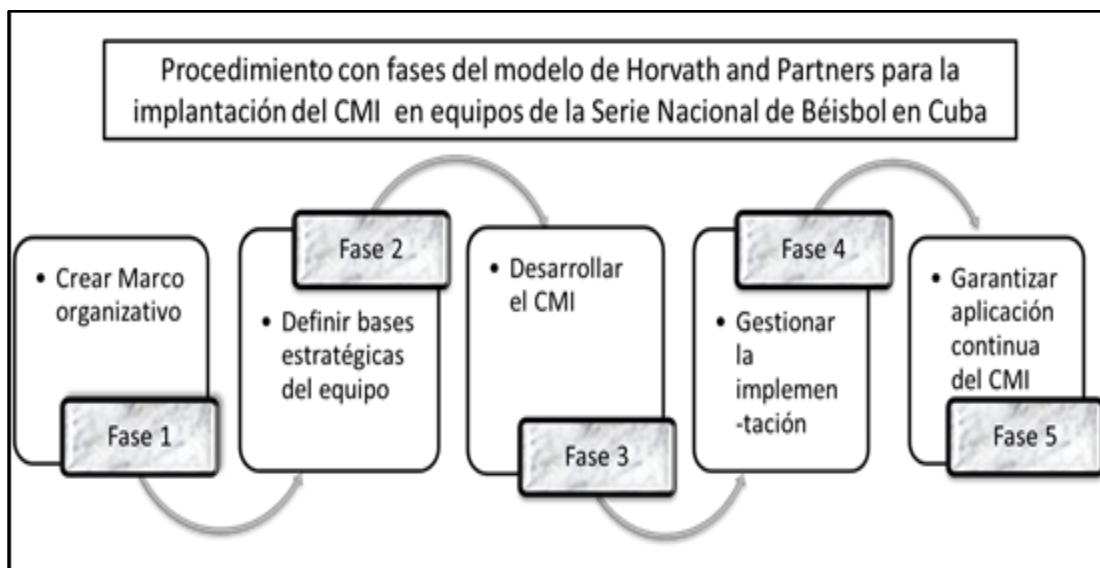 Procedimiento con fases del modelo de Horvath and Partners para la
implantación del CMI en equipos de la Serie Nacional de Béisbol en Cuba
• Crear Marco
organizativo
Fase 1
Fase 2
• Definir bases
estratégicas
del equipo
• Desarrollar
el CMI
Fase 3
Fase 4
• Gestionar
la
implemen
-tación
• Garantizar
aplicación
continua
del CMI
Fase 5